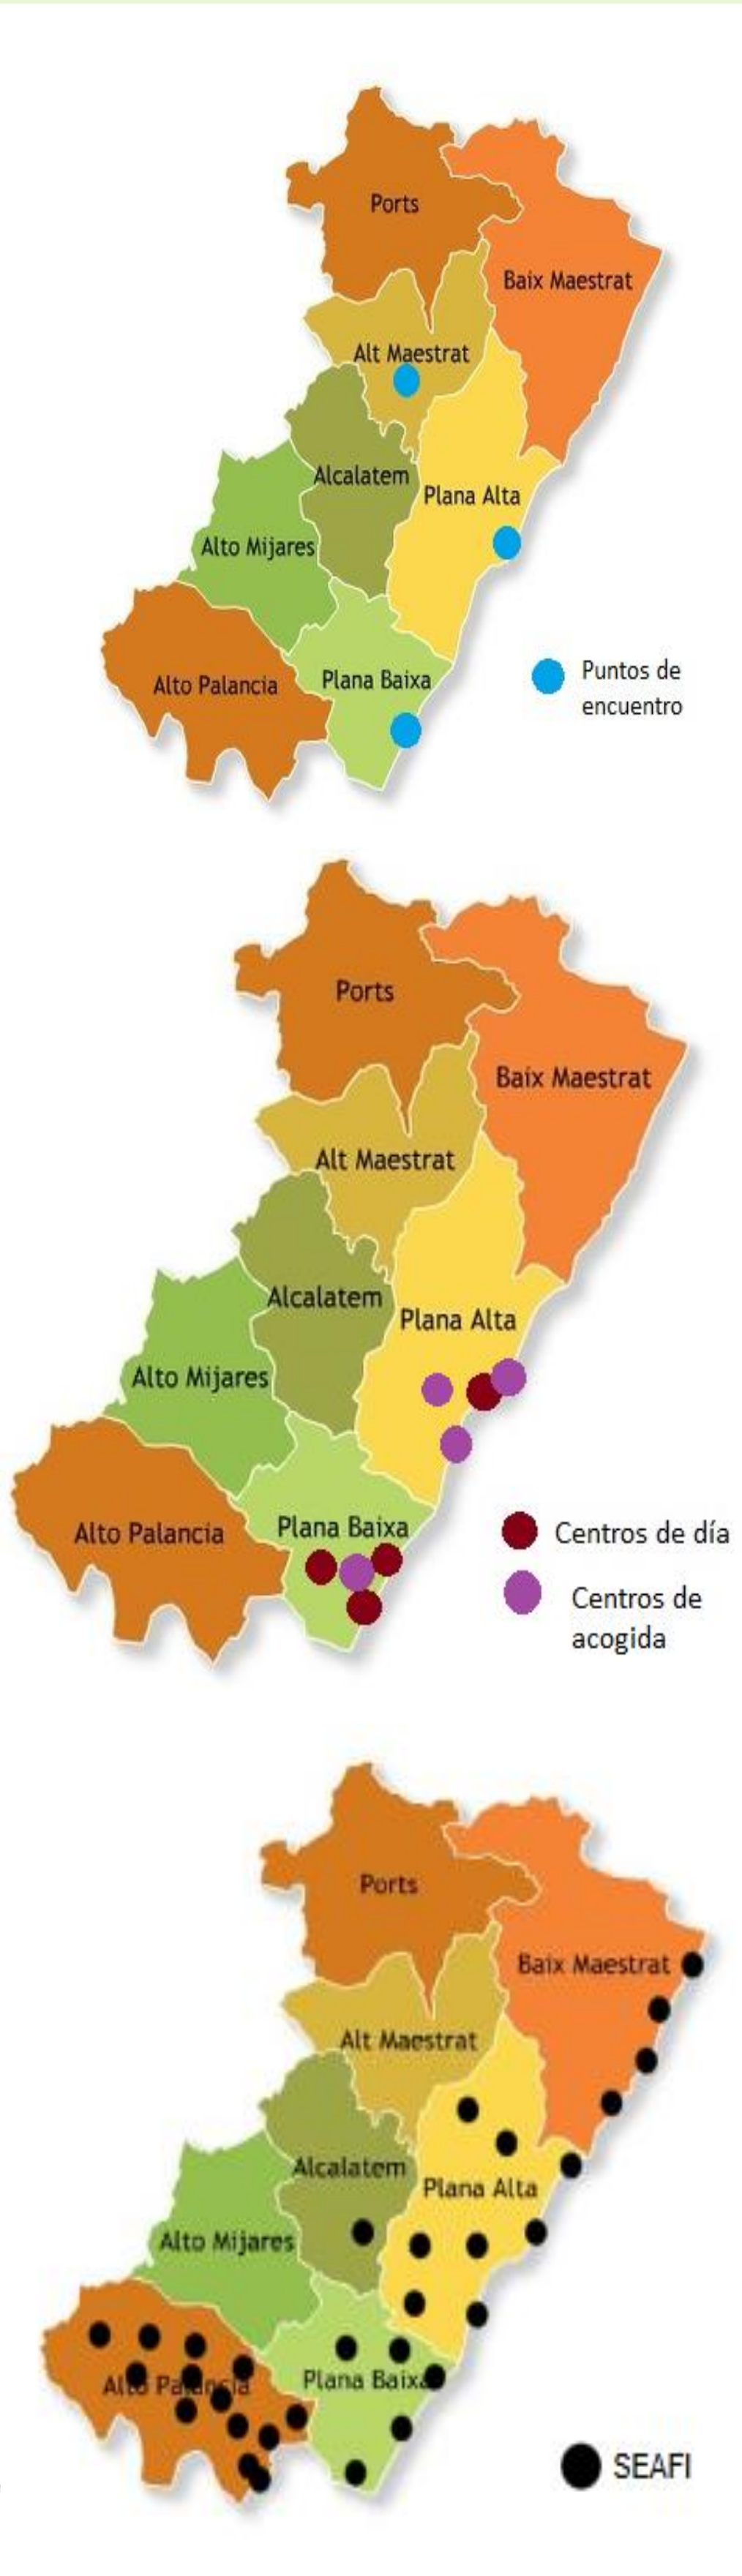 Ports
Baix Maestrat
Alt Maestrat
Alcalatem
Plana Alta
Alto Mijares
Alto Palancia
Plana Baixa
Puntos de
encuentro
Ports
Baix Maestrat
Alt Maestrat
Alcalatem
Plana Alta
Alto Mijares
Alto Palancia
Plana Baixa
Centros de día
Centros de
acogida
Ports
Baix Maestrat
Alt Maestrat
Alcalatem
Plana Alta
Alto Mijares
Alto Palancia
Plana Baixa
SEAFI